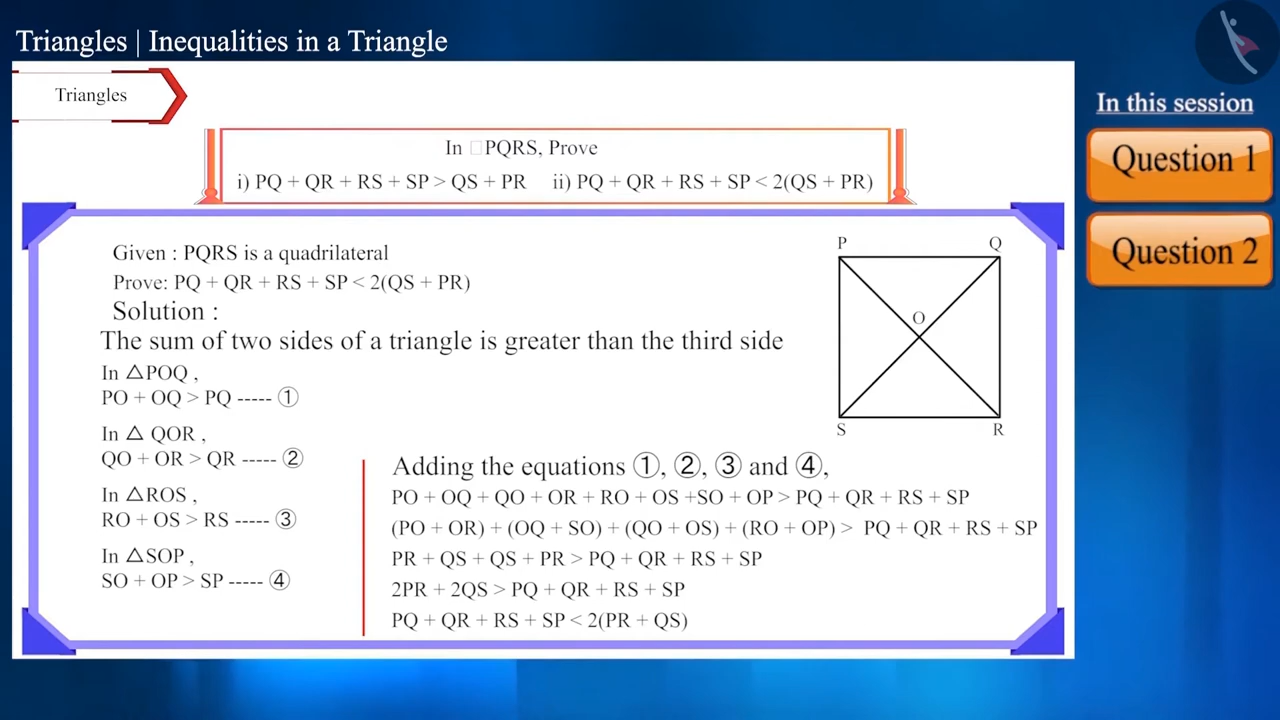 Triangles | Inequalities in a Triangle
Triangles
In □PQRS, Prove
i) PQ + QR + RS + SP > QS + PR ii) PQ + QR + RS + SP < 2(QS + PR)
In this session
Question 1
Question 2
Given : PQRS is a quadrilateral
Prove: PQ + QR + RS + SP < 2(QS + PR)
Solution :
The sum of two sides of a triangle is greater than the third side
In △POQ ,
PO + OQ > PQ ----- ①
In △ QOR ,
QO + OR > QR ----- ②
In △ROS ,
RO + OS > RS ----- ③
In △SOP ,
SO + OP > SP ----- ④
P
Q
O
S
R
Adding the equations ①, ②, ③ and ④,
PO + OQ + QO + OR + RO + OS +SO + OP > PQ + QR + RS + SP
(PO + OR) + (OQ + SO) + (QO + OS) + (RO + OP) > PQ + QR + RS + SP
PR + QS + QS + PR > PQ + QR + RS + SP
2PR + 2QS > PQ + QR + RS + SP
PQ + QR + RS + SP < 2(PR + QS)